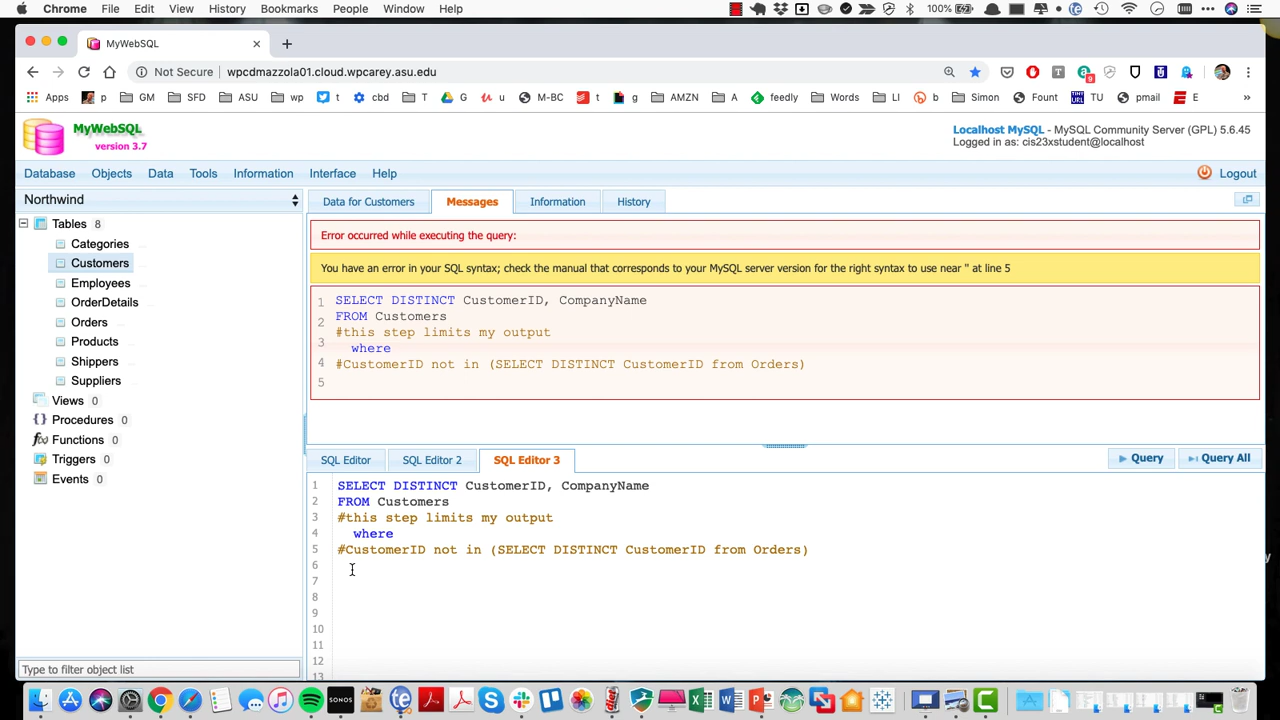 Chrome File Edit View History Bookmarks People Window Help
100%
MyWebSQL
Not Secure wpcdmazzola01.cloud.wpcarey.asu.edu
Apps p GM SFD ASU wp t cbd T G u M-BC t g AMZN A feedly Words LI b Simon Fount TU pmail E »
MyWebSQL
version 3.7
Localhost MySQL - MySQL Community Server (GPL) 5.6.45
Logged in as: cis23xstudent@localhost
Database Objects Data Tools Information Interface Help
Logout
Northwind
Data for Customers Messages Information History
Tables 8
Categories
Customers
Employees
OrderDetails
Orders
Products
Shippers
Suppliers
Views 0
Procedures 0
Functions 0
Triggers 0
Events 0
Type to filter object list
Error occurred while executing the query:
You have an error in your SQL syntax; check the manual that corresponds to your MySQL server version for the right syntax to use near '' at line 5
1 SELECT DISTINCT CustomerID, CompanyName
2 FROM Customers
#this step limits my output
3 where
4 #CustomerID not in (SELECT DISTINCT CustomerID from Orders)
5
SQL Editor SQL Editor 2 SQL Editor 3
Query Query All
1 SELECT DISTINCT CustomerID, CompanyName
2 FROM Customers
3 #this step limits my output
4 where
5 #CustomerID not in (SELECT DISTINCT CustomerID from Orders)
6
7
8
9
10
11
12
13
SONOS